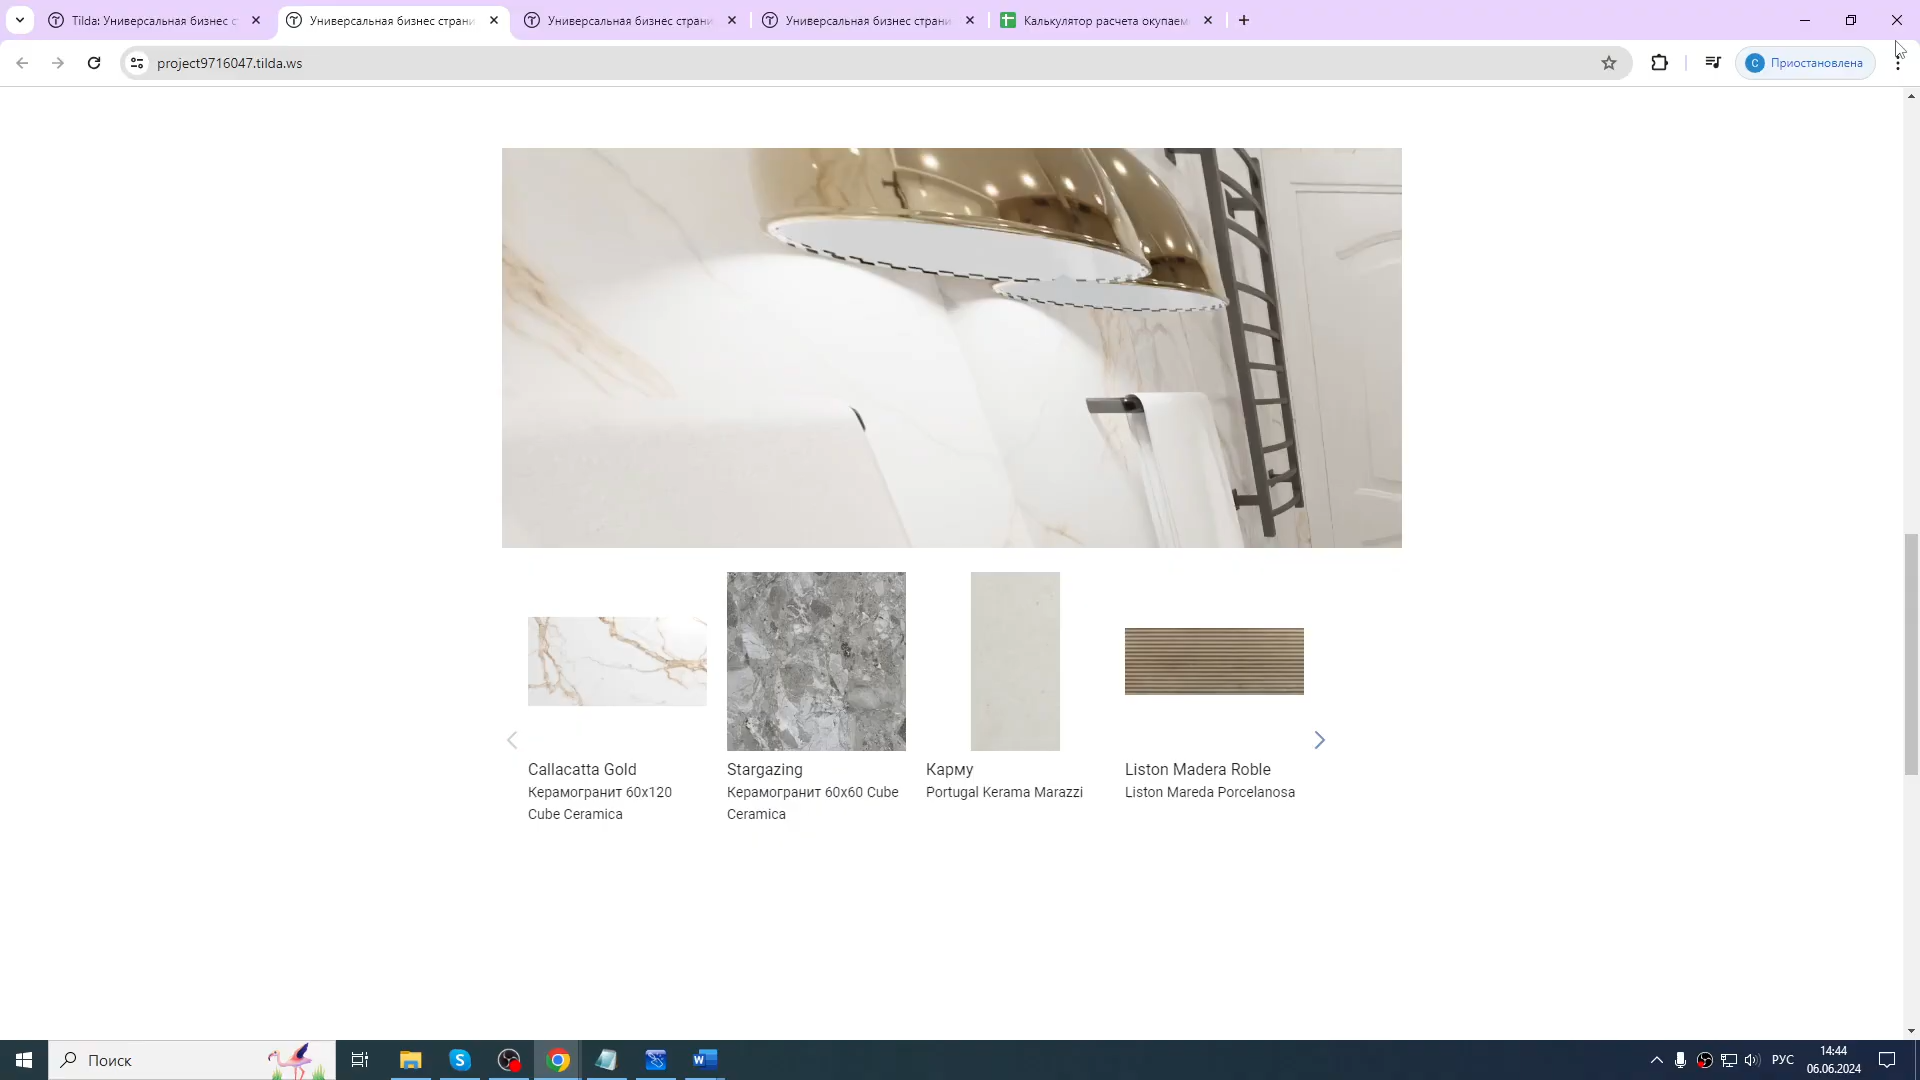 Tilda: Универсальная бизнес с
Универсальная бизнес страни
Универсальная бизнес страни
Универсальная бизнес страни
Калькулятор расчета окупаем
project9716047.tilda.ws
С
Приостановлена
Callacatta Gold
Керамогранит 60х120
Cube Ceramica
Stargazing
Керамогранит 60х60 Cube
Ceramica
Карму
Portugal Kerama Marazzi
Liston Madera Roble
Liston Mareda Porcelanosa
Поиск
РУС
14:44
06.06.2024